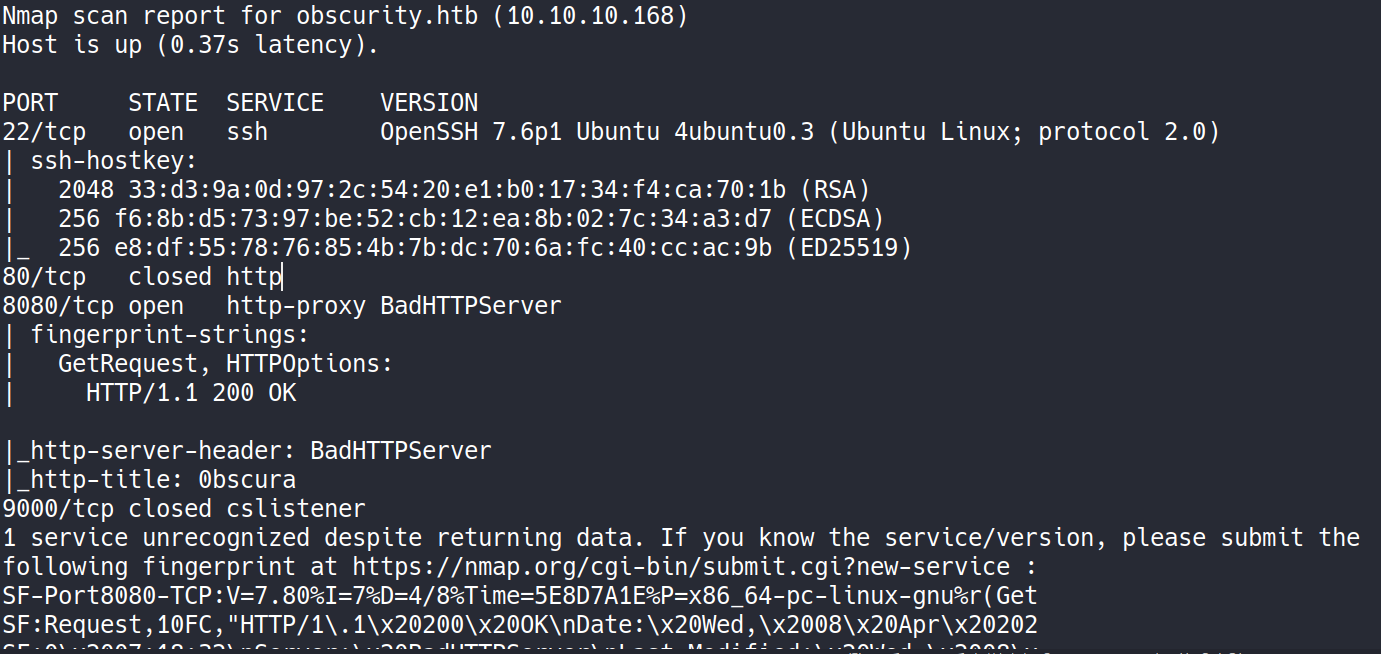 Nmap scan report for obscurity.htb (10.10.10.168)
Host is up (0.37s latency).
PORT     STATE  SERVICE    VERSION
22/tcp   open   ssh        OpenSSH 7.6p1 Ubuntu 4ubuntu0.3 (Ubuntu Linux; protocol 2.0)
| ssh-hostkey:
|   2048 33:d3:9a:0d:97:2c:54:20:e1:b0:17:34:f4:ca:70:1b (RSA)
|   256 f6:8b:d5:73:97:be:52:cb:12:ea:8b:02:7c:34:a3:d7 (ECDSA)
|_  256 e8:df:55:78:76:85:4b:7b:dc:70:6a:fc:40:cc:ac:9b (ED25519)
80/tcp   closed http
8080/tcp open   http-proxy BadHTTPServer
| fingerprint-strings:
|   GetRequest, HTTPOptions:
|     HTTP/1.1 200 OK
|_http-server-header: BadHTTPServer
|_http-title: 0bscura
9000/tcp closed cslistener
1 service unrecognized despite returning data. If you know the service/version, please submit the
following fingerprint at https://nmap.org/cgi-bin/submit.cgi?new-service :
SF-Port8080-TCP:V=7.80%I=7%D=4/8%Time=5E8D7A1E%P=x86_64-pc-linux-gnu%r(Get
SF:Request,10FC,"HTTP/1\.1\x20200\x20OK\nDate:\x20Wed,\x2008\x20Apr\x20202